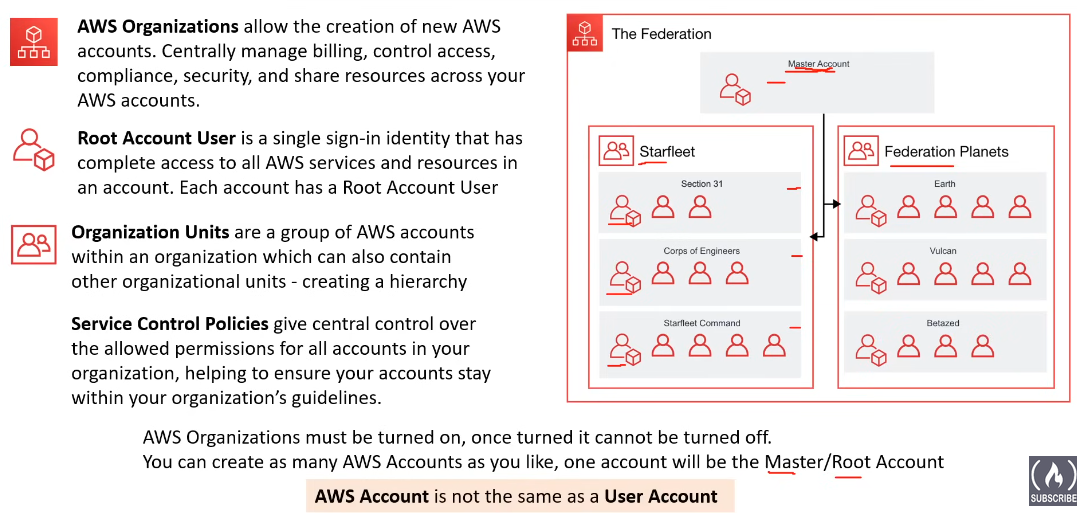 AWS Organizations allow the creation of new AWS
accounts. Centrally manage billing, control access,
compliance, security, and share resources across your
AWS accounts.
Root Account User is a single sign-in identity that has
complete access to all AWS services and resources in
an account. Each account has a Root Account User
Organization Units are a group of AWS accounts
within an organization which can also contain
other organizational units - creating a hierarchy
Service Control Policies give central control over
the allowed permissions for all accounts in your
organization, helping to ensure your accounts stay
within your organization's guidelines.
The Federation
Master Account
Starfleet
Section 31
Corps of Engineers
Starfleet Command
Federation Planets
Earth
Vulcan
Betazed
AWS Organizations must be turned on, once turned it cannot be turned off.
You can create as many AWS Accounts as you like, one account will be the Master/Root Account
AWS Account is not the same as a User Account
SUBSCRIBE